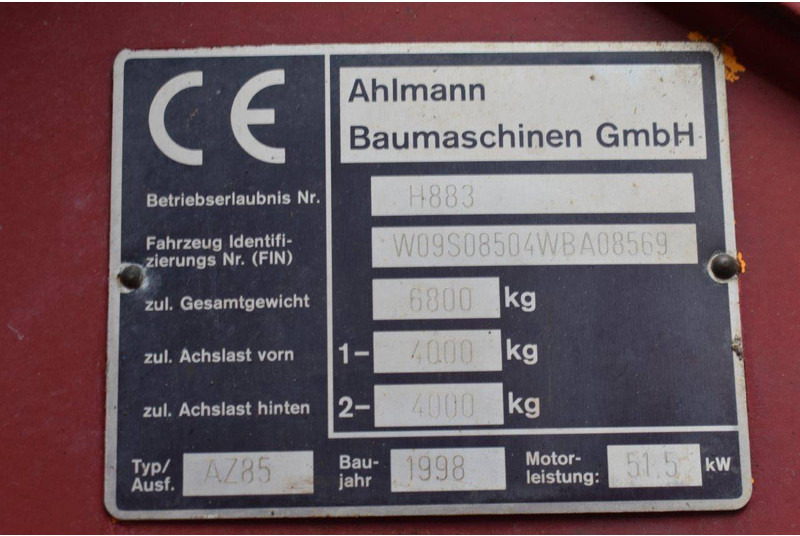 CE
Ahlmann
Baumaschinen GmbH
Betriebserlaubnis Nr. H883
Fahrzeug Identifi-
zierungs Nr. (FIN) W09S08504WBA08569
zul. Gesamtgewicht 6800 kg
zul. Achslast vorn 1- 4000 kg
zul. Achslast hinten 2- 4000 kg
Typ/
Ausf. AZ85
Bau-
jahr 1998
Motor-
leistung: 51.5 kW